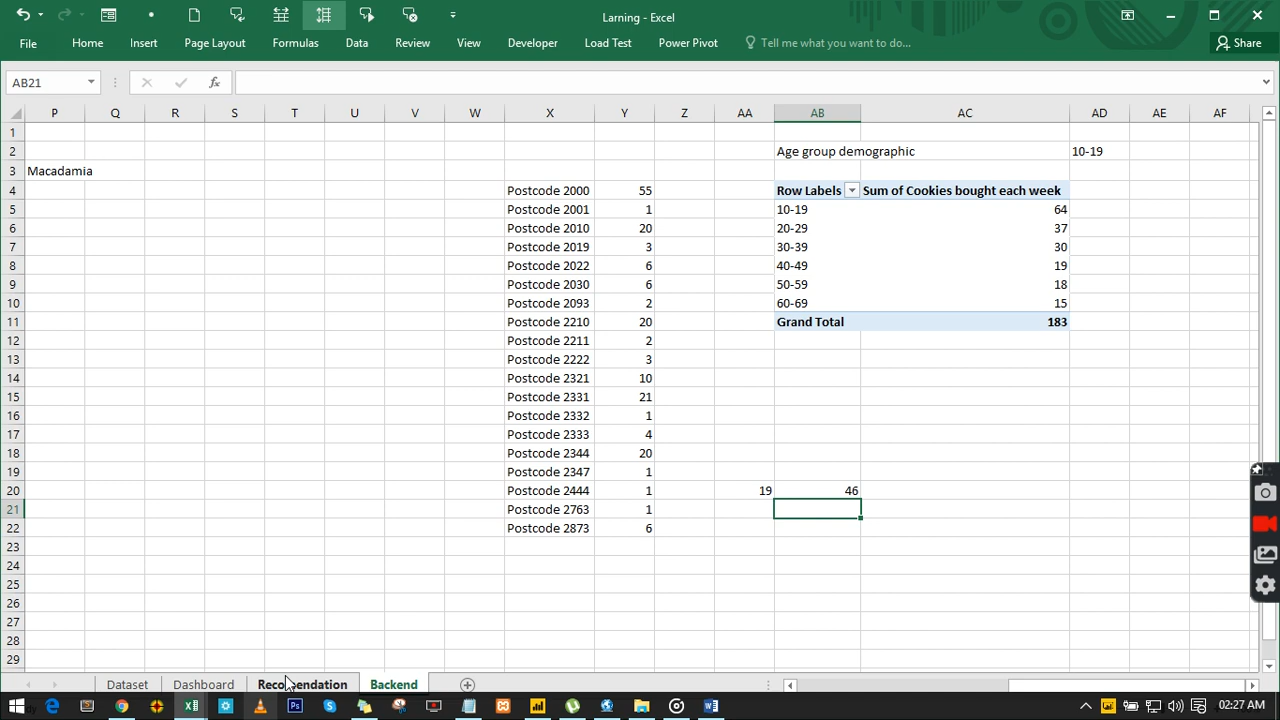 Larning - Excel
File Home Insert Page Layout Formulas Data Review View Developer Load Test Power Pivot Tell me what you want to do... Share
AB21 fx
P Q R S T U V W X Y Z AA AB AC AD AE AF
1
2 Age group demographic 10-19
3 Macadamia
4 Postcode 2000 55 Row Labels Sum of Cookies bought each week
5 Postcode 2001 1 10-19 64
6 Postcode 2010 20 20-29 37
7 Postcode 2019 3 30-39 30
8 Postcode 2022 6 40-49 19
9 Postcode 2030 6 50-59 18
10 Postcode 2093 2 60-69 15
11 Postcode 2210 20 Grand Total 183
12 Postcode 2211 2
13 Postcode 2222 3
14 Postcode 2321 10
15 Postcode 2331 21
16 Postcode 2332 1
17 Postcode 2333 4
18 Postcode 2344 20
19 Postcode 2347 1
20 Postcode 2444 1 19 46
21 Postcode 2763 1
22 Postcode 2873 6
23
24
25
26
27
28
29
Dataset Dashboard Backend
02:27 AM